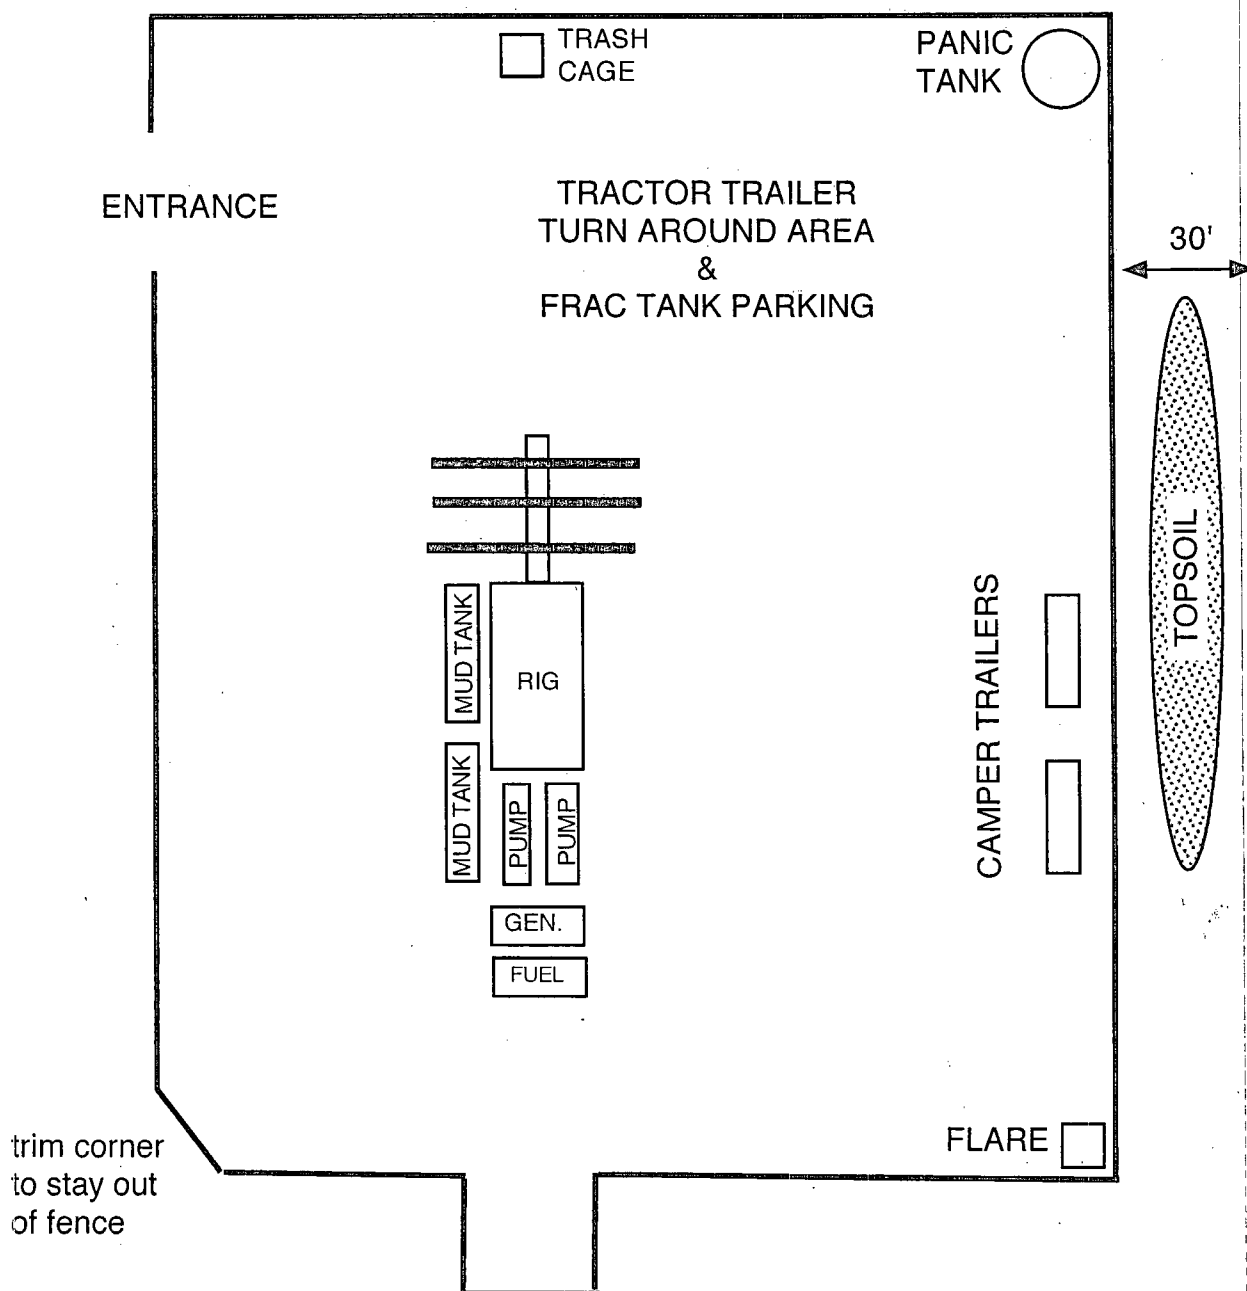 TRASH
CAGE
PANIC
TANK
ENTRANCE
TRACTOR TRAILER
TURN AROUND AREA
&
FRAC TANK PARKING
30'
TOPSOIL
MUD TANK
RIG
CAMPER TRAILERS
MUD TANK
PUMP
PUMP
GEN.
FUEL
FLARE
trim corner
to stay out
of fence